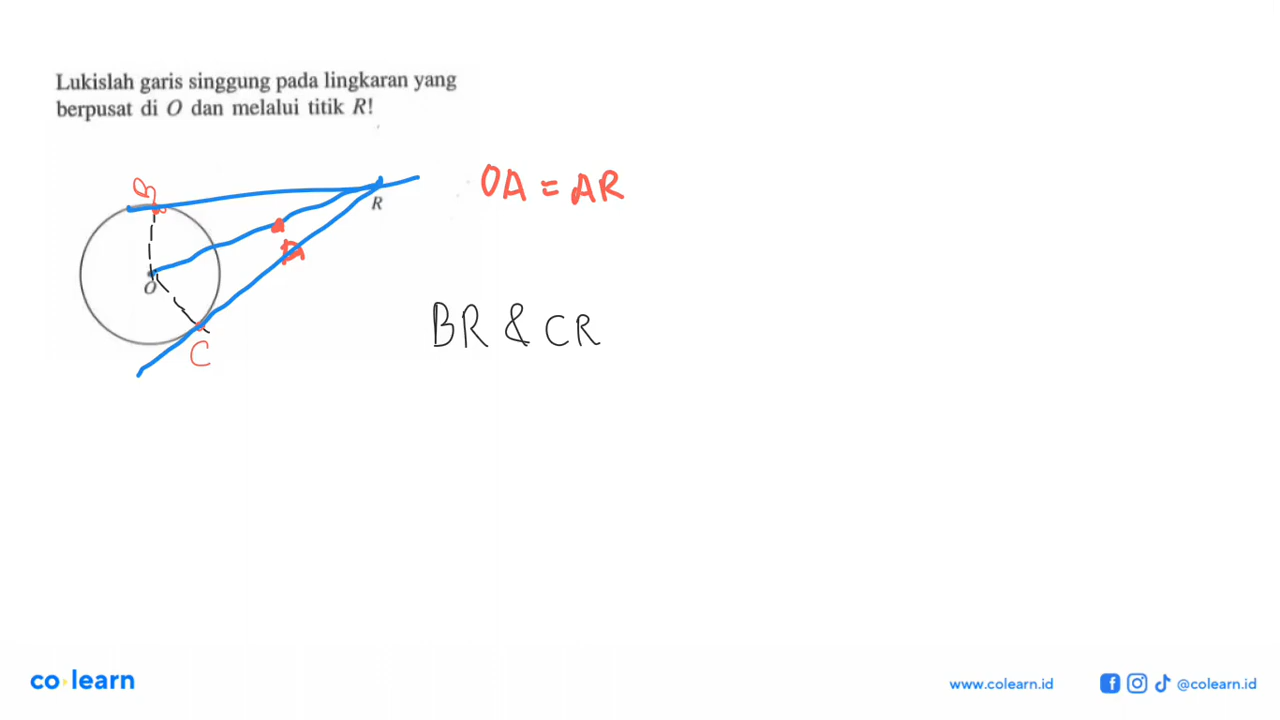 Lukislah garis singgung pada lingkaran yang
berpusat di O dan melalui titik R!
B
OA = AR
R
A
O
BR & CR
C
co learn
www.colearn.id
@colearn.id